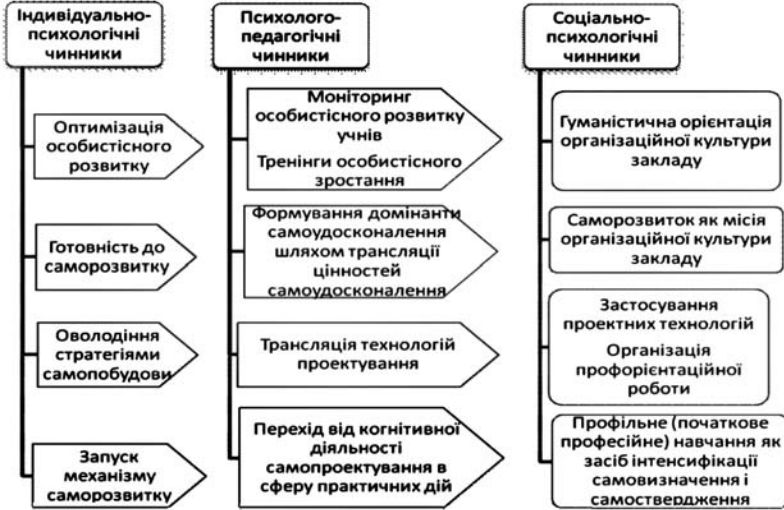 Індивідуально-
психологічні
чинники
Оптимізація
особистісного
розвитку
Готовність до
саморозвитку
Оволодіння
стратегіями
самопобудови
Запуск
механізму
саморозвитку
Психолого-
педагогічні
чинники
Моніторинг
особистісного розвитку
учнів
Тренінги особистісного
зростання
Формування домінанти
самоудосконалення
шляхом трансляції
цінностей
самоудосконалення
Трансляція технологій
проектування
Перехід від когнітивної
діяльності
самопроектування в
сферу практичних дій
Соціально-
психологічні
чинники
Гуманістична орієнтація
організаційної культури
закладу
Саморозвиток як місія
організаційної культури
закладу
Застосування
проектних технологій
Організація
профорієнтаційної
роботи
Профільне (початкове
професійне) навчання як
засіб інтенсифікації
самовизначення і
самоствердження